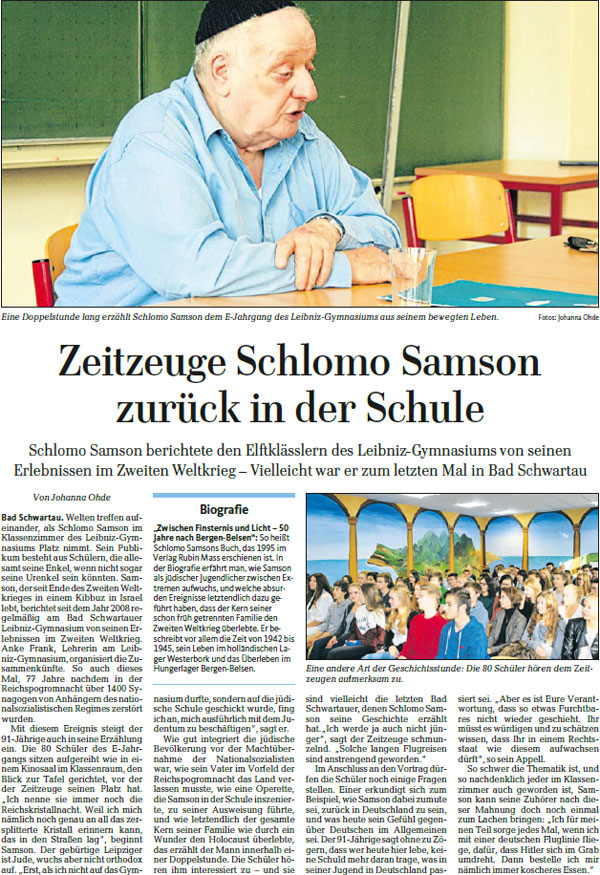 Eine Doppelstunde lang erzählt Schlomo Samson dem E-Jahrgang des Leibniz-Gymnasiums aus seinem bewegten Leben.
Fotos: Johanna Ohde
Zeitzeuge Schlomo Samson
zurück in der Schule
Schlomo Samson berichtete den Elftklässlern des Leibniz-Gymnasiums von seinen
Erlebnissen im Zweiten Weltkrieg – Vielleicht war er zum letzten Mal in Bad Schwartau
Von Johanna Ohde
Bad Schwartau. Welten treffen auf-
einander, als Schlomo Samson im
Klassenzimmer des Leibniz-Gym-
nasiums Platz nimmt. Sein Publi-
kum besteht aus Schülern, die alle-
samt seine Enkel, wenn nicht sogar
seine Urenkel sein könnten. Sam-
son, der seit Ende des Zweiten Welt-
krieges in einem Kibbuz in Israel
lebt, berichtet seit dem Jahr 2008 re-
gelmäßig am Bad Schwartauer
Leibniz-Gymnasium von seinen Er-
lebnissen im Zweiten Weltkrieg.
Anke Frank, Lehrerin am Leib-
niz-Gymnasium, organisiert die Zu-
sammenkünfte. So auch dieses
Mal, 77 Jahre nachdem in der
Reichspogromnacht über 1400 Sy-
nagogen von Anhängern des natio-
nalsozialistischen Regimes zerstört
wurden.
Mit diesem Ereignis steigt der
91-Jährige auch in seine Erzählung
ein. Die 80 Schüler des E-Jahr-
gangs sitzen aufgereiht wie in ei-
nem Kinosaal im Klassenraum, den
Blick zur Tafel gerichtet, vor der
der Zeitzeuge seinen Platz hat.
„Ich nenne sie immer noch die
Reichskristallnacht. Weil ich mich
nämlich noch genau an all das zer-
splitterte Kristall erinnern kann,
das in den Straßen lag“, beginnt
Samson. Der gebürtige Leipziger
ist Jude, wuchs aber nicht orthodox
auf. „Erst, als ich nicht auf das Gym-
Biografie
„Zwischen Finsternis und Licht – 50
Jahre nach Bergen-Belsen“: So heißt
Schlomo Samsons Buch, das 1995 im
Verlag Rubin Mass erschienen ist. In
der Biografie erfährt man, wie Samson
als jüdischer Jugendlicher zwischen Ex-
tremen aufwuchs, und welche absur-
den Ereignisse letztendlich dazu ge-
führt haben, dass der Kern seiner
schon früh getrennten Familie den
Zweiten Weltkrieg überlebte. Er be-
schreibt vor allem die Zeit von 1942 bis
1945, sein Leben im holländischen La-
ger Westerbork und das Überleben im
Hungerlager Bergen-Belsen.
nasium durfte, sondern auf die jüdi-
sche Schule geschickt wurde, fing
ich an, mich ausführlich mit dem Ju-
dentum zu beschäftigen“, sagt er.
Wie gut integriert die jüdische
Bevölkerung vor der Machtüber-
nahme der Nationalsozialisten
war, wie sein Vater im Vorfeld der
Reichspogromnacht das Land ver-
lassen musste, wie eine Operette,
die Samson in der Schule inszenier-
te, zu seiner Ausweisung führte,
und wie letztendlich der gesamte
Kern seiner Familie wie durch ein
Wunder den Holocaust überlebte,
das erzählt der Mann innerhalb ei-
ner Doppelstunde. Die Schüler hö-
ren ihm interessiert zu – und sie
Eine andere Art der Geschichtsstunde: Die 80 Schüler hören dem Zeit-
zeugen aufmerksam zu.
sind vielleicht die letzten Bad
Schwartauer, denen Schlomo Sam-
son seine Geschichte erzählt
hat. „Ich werde ja auch nicht jün-
ger“, sagt der Zeitzeuge schmun-
zelnd. „Solche langen Flugreisen
sind anstrengend geworden.“
Im Anschluss an den Vortrag dür-
fen die Schüler noch einige Fragen
stellen. Einer erkundigt sich zum
Beispiel, wie Samson dabei zumute
sei, zurück in Deutschland zu sein,
und was heute sein Gefühl gegen-
über Deutschen im Allgemeinen
sei. Der 91-Jährige sagt ohne zu Zö-
gern, dass wer heute hier lebe, kei-
ne Schuld mehr daran trage, was in
seiner Jugend in Deutschland pas-
siert sei. „Aber es ist Eure Verant-
wortung, dass so etwas Furchtba-
res nicht wieder geschieht. Ihr
müsst es würdigen und zu schätzen
wissen, dass Ihr in einem Rechts-
staat wie diesem aufwachsen
dürft“, so sein Appell.
So schwer die Thematik ist, und
so nachdenklich jeder im Klassen-
zimmer auch geworden ist, Sam-
son kann seine Zuhörer nach die-
ser Mahnung doch noch einmal
zum Lachen bringen: „Ich für mei-
nen Teil sorge jedes Mal, wenn ich
mit einer deutschen Fluglinie flie-
ge, dafür, dass Hitler sich im Grab
umdreht. Dann bestelle ich mir
nämlich immer koscheres Essen.“